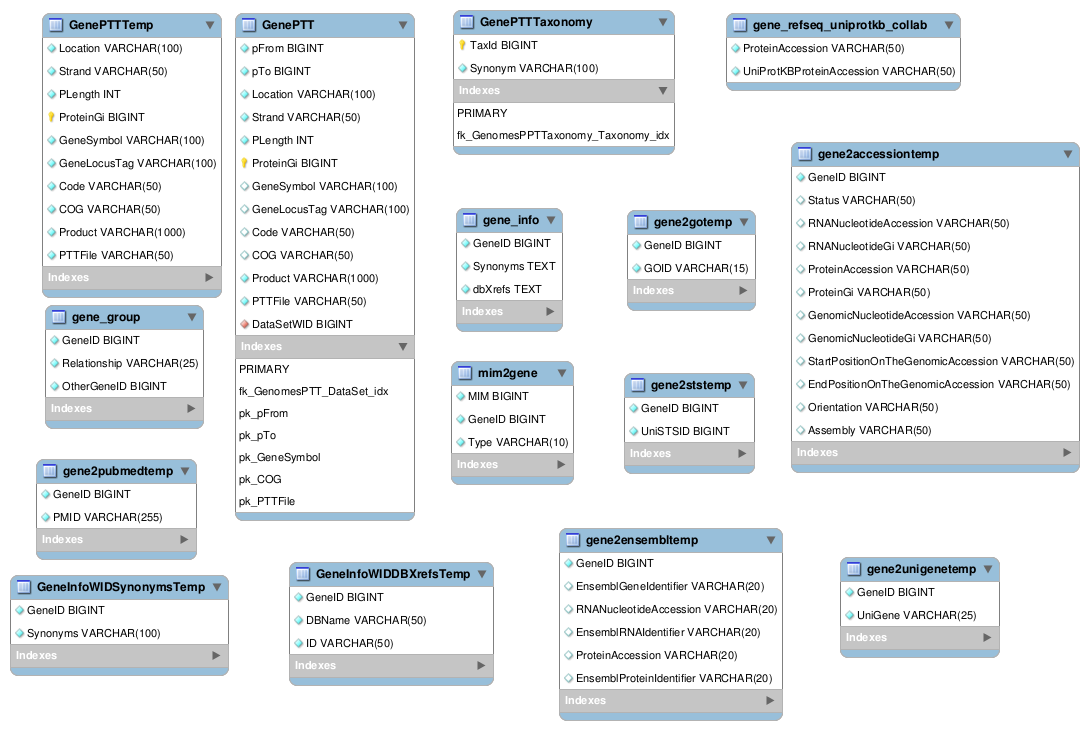 GenePTTTemp
Location VARCHAR(100)
Strand VARCHAR(50)
PLength INT
ProteinGi BIGINT
GeneSymbol VARCHAR(100)
GeneLocusTag VARCHAR(100)
Code VARCHAR(50)
COG VARCHAR(50)
Product VARCHAR(1000)
PTTFile VARCHAR(50)
Indexes
GenePTT
pFrom BIGINT
pTo BIGINT
Location VARCHAR(100)
Strand VARCHAR(50)
PLength INT
ProteinGi BIGINT
GeneSymbol VARCHAR(100)
GeneLocusTag VARCHAR(100)
Code VARCHAR(50)
COG VARCHAR(50)
Product VARCHAR(1000)
PTTFile VARCHAR(50)
DataSetWID BIGINT
Indexes
PRIMARY
fk_GenomesPTT_DataSet_idx
pk_pFrom
pk_pTo
pk_GeneSymbol
pk_COG
pk_PTTFile
GenePTTTaxonomy
TaxId BIGINT
Synonym VARCHAR(100)
Indexes
PRIMARY
fk_GenomesPPTTaxonomy_Taxonomy_idx
gene_refseq_uniprotkb_collab
ProteinAccession VARCHAR(50)
UniProtKBProteinAccession VARCHAR(50)
gene2accessiontemp
GeneID BIGINT
Status VARCHAR(50)
RNANucleotideAccession VARCHAR(50)
RNANucleotideGi VARCHAR(50)
ProteinAccession VARCHAR(50)
ProteinGi VARCHAR(50)
GenomicNucleotideAccession VARCHAR(50)
GenomicNucleotideGi VARCHAR(50)
StartPositionOnTheGenomicAccession VARCHAR(50)
EndPositionOnTheGenomicAccession VARCHAR(50)
Orientation VARCHAR(50)
Assembly VARCHAR(50)
Indexes
gene_info
GeneID BIGINT
Synonyms TEXT
dbXrefs TEXT
Indexes
gene2gotemp
GeneID BIGINT
GOID VARCHAR(15)
Indexes
gene_group
GeneID BIGINT
Relationship VARCHAR(25)
OtherGeneID BIGINT
Indexes
mim2gene
MIM BIGINT
GeneID BIGINT
Type VARCHAR(10)
Indexes
gene2ststemp
GeneID BIGINT
UniSTSID BIGINT
Indexes
gene2pubmedtemp
GeneID BIGINT
PMID VARCHAR(255)
Indexes
GeneInfoWIDSynonymsTemp
GeneID BIGINT
Synonyms VARCHAR(100)
Indexes
GeneInfoWIDDBXrefsTemp
GeneID BIGINT
DBName VARCHAR(50)
ID VARCHAR(50)
Indexes
gene2ensembltemp
GeneID BIGINT
EnsemblGeneIdentifier VARCHAR(20)
RNANucleotideAccession VARCHAR(20)
EnsemblRNAIdentifier VARCHAR(20)
ProteinAccession VARCHAR(20)
EnsemblProteinIdentifier VARCHAR(20)
Indexes
gene2unigenetemp
GeneID BIGINT
UniGene VARCHAR(25)
Indexes